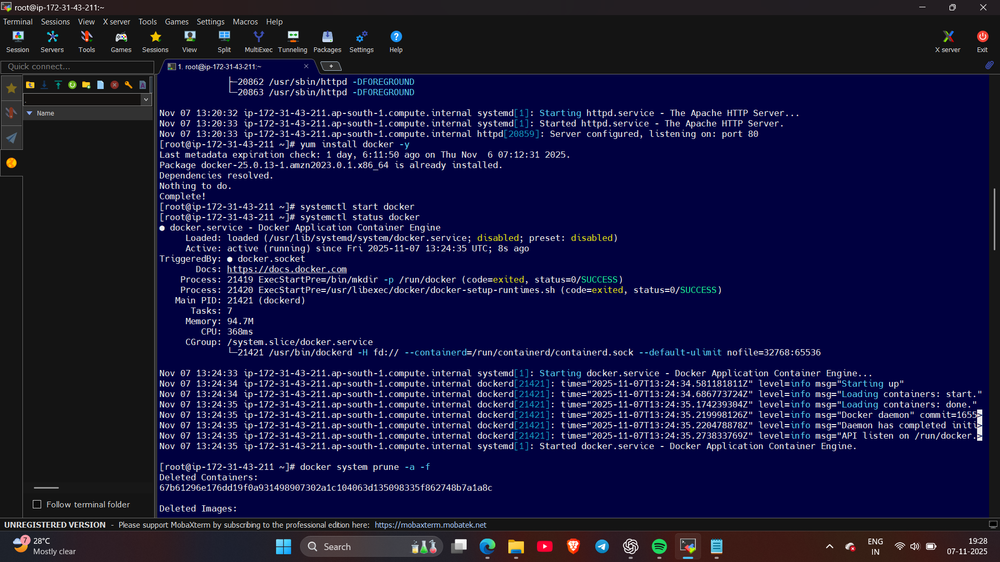 root@ip-172-31-43-211:~
Terminal Sessions View X server Tools Games Settings Macros Help
Session Servers Tools Games Sessions View Split MultiExec Tunneling Packages Settings Help X server Exit
Quick connect...
1. root@ip-172-31-43-211:~
.
Name
├─20862 /usr/sbin/httpd -DFOREGROUND
└─20863 /usr/sbin/httpd -DFOREGROUND
Nov 07 13:20:32 ip-172-31-43-211.ap-south-1.compute.internal systemd[1]: Starting httpd.service - The Apache HTTP Server...
Nov 07 13:20:33 ip-172-31-43-211.ap-south-1.compute.internal systemd[1]: Started httpd.service - The Apache HTTP Server.
Nov 07 13:20:33 ip-172-31-43-211.ap-south-1.compute.internal httpd[20859]: Server configured, listening on: port 80
[root@ip-172-31-43-211 ~]# yum install docker -y
Last metadata expiration check: 1 day, 6:11:50 ago on Thu Nov  6 07:12:31 2025.
Package docker-25.0.13-1.amzn2023.0.1.x86_64 is already installed.
Dependencies resolved.
Nothing to do.
Complete!
[root@ip-172-31-43-211 ~]# systemctl start docker
[root@ip-172-31-43-211 ~]# systemctl status docker
● docker.service - Docker Application Container Engine
Loaded: loaded (/usr/lib/systemd/system/docker.service; disabled; preset: disabled)
Active: active (running) since Fri 2025-11-07 13:24:35 UTC; 8s ago
TriggeredBy: ● docker.socket
Docs: https://docs.docker.com
Process: 21419 ExecStartPre=/bin/mkdir -p /run/docker (code=exited, status=0/SUCCESS)
Process: 21420 ExecStartPre=/usr/libexec/docker/docker-setup-runtimes.sh (code=exited, status=0/SUCCESS)
Main PID: 21421 (dockerd)
Tasks: 7
Memory: 94.7M
CPU: 368ms
CGroup: /system.slice/docker.service
└─21421 /usr/bin/dockerd -H fd:// --containerd=/run/containerd/containerd.sock --default-ulimit nofile=32768:65536
Nov 07 13:24:33 ip-172-31-43-211.ap-south-1.compute.internal systemd[1]: Starting docker.service - Docker Application Container Engine...
Nov 07 13:24:34 ip-172-31-43-211.ap-south-1.compute.internal dockerd[21421]: time="2025-11-07T13:24:34.581181811Z" level=info msg="Starting up"
Nov 07 13:24:34 ip-172-31-43-211.ap-south-1.compute.internal dockerd[21421]: time="2025-11-07T13:24:34.686773724Z" level=info msg="Loading containers: start."
Nov 07 13:24:35 ip-172-31-43-211.ap-south-1.compute.internal dockerd[21421]: time="2025-11-07T13:24:35.174239304Z" level=info msg="Loading containers: done."
Nov 07 13:24:35 ip-172-31-43-211.ap-south-1.compute.internal dockerd[21421]: time="2025-11-07T13:24:35.219998126Z" level=info msg="Docker daemon" commit=1655>
Nov 07 13:24:35 ip-172-31-43-211.ap-south-1.compute.internal dockerd[21421]: time="2025-11-07T13:24:35.220478878Z" level=info msg="Daemon has completed initi>
Nov 07 13:24:35 ip-172-31-43-211.ap-south-1.compute.internal dockerd[21421]: time="2025-11-07T13:24:35.273833769Z" level=info msg="API listen on /run/docker.>
Nov 07 13:24:35 ip-172-31-43-211.ap-south-1.compute.internal systemd[1]: Started docker.service - Docker Application Container Engine.
[root@ip-172-31-43-211 ~]# docker system prune -a -f
Deleted Containers:
67b61296e176dd19f0a931498907302a1c104063d135098335f862748b7a1a8c
Deleted Images:
Follow terminal folder
UNREGISTERED VERSION - Please support MobaXterm by subscribing to the professional edition here: https://mobaxterm.mobatek.net
7
28°C
Mostly clear
Search
ENG
IN
19:28
07-11-2025